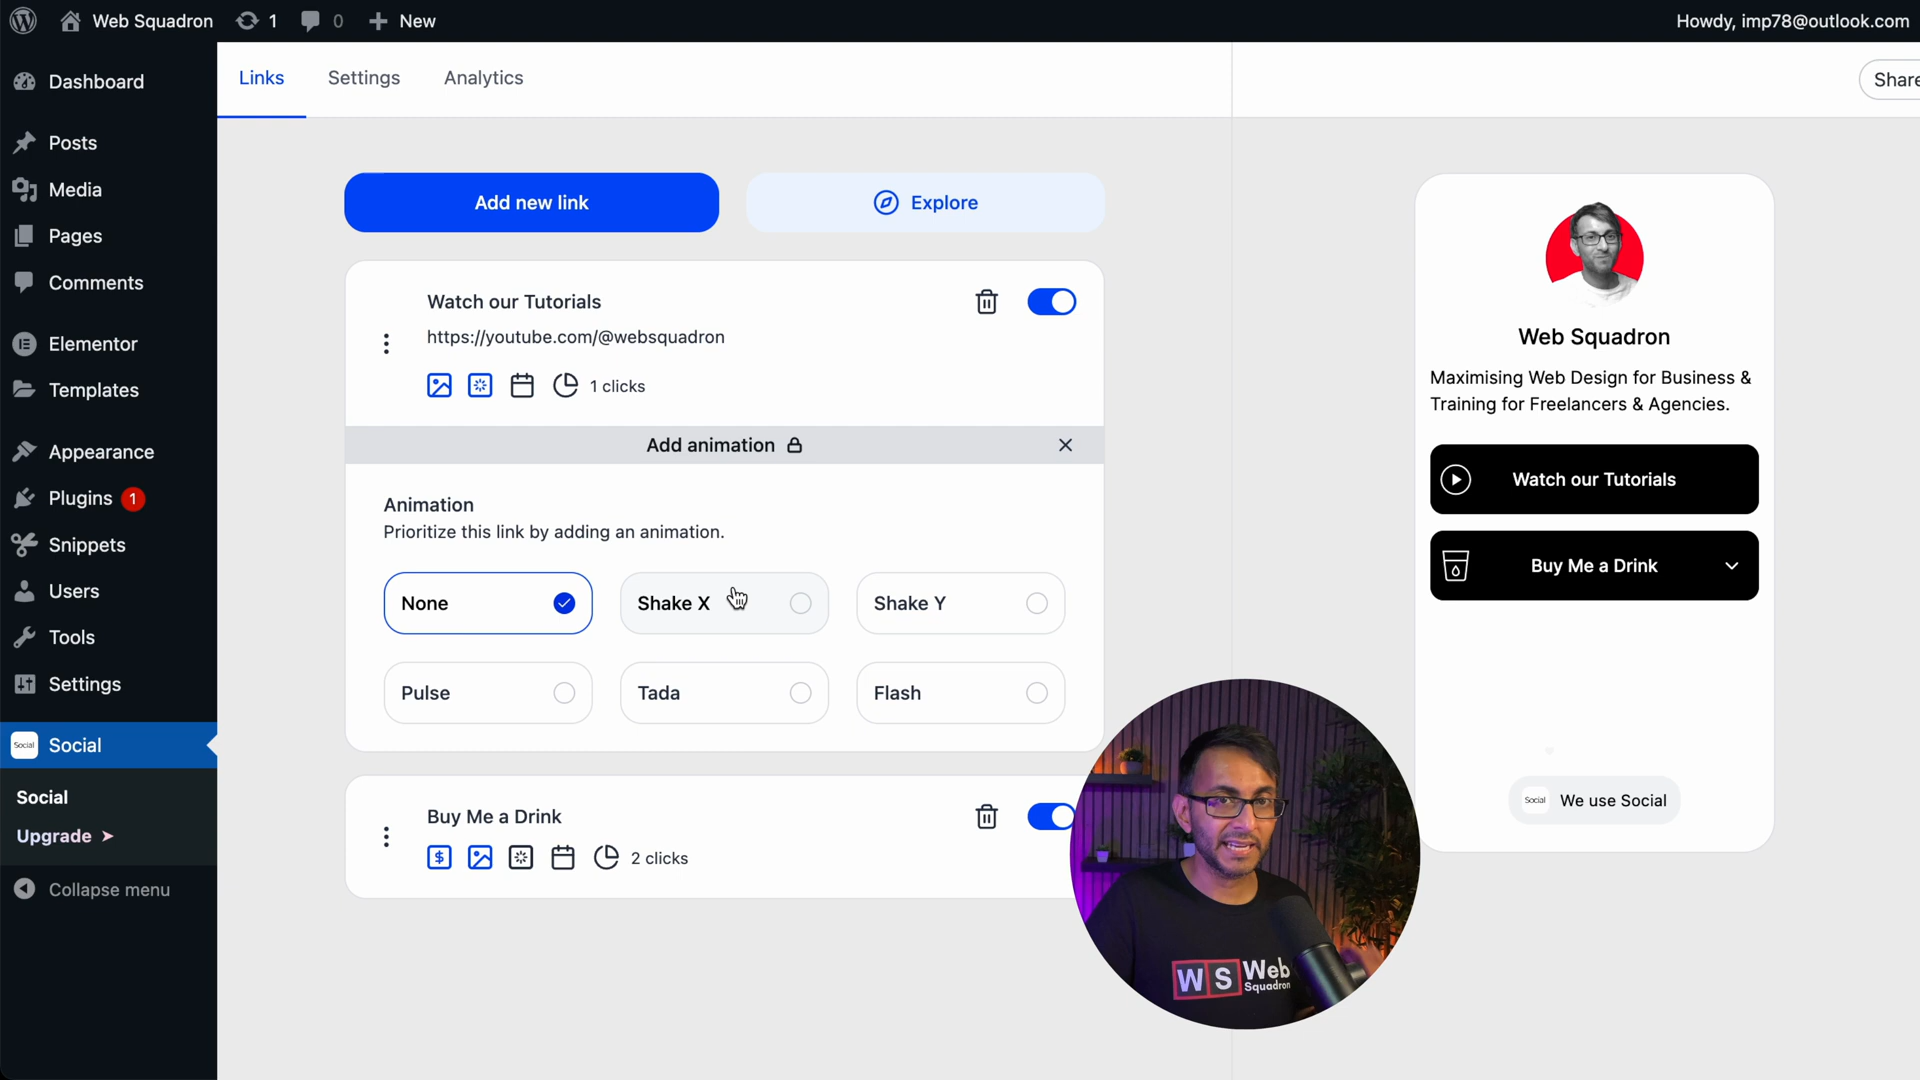 Web Squadron
1
0
New
Howdy, imp78@outlook.com
Dashboard
Posts
Media
Pages
Comments
Elementor
Templates
Appearance
Plugins 1
Snippets
Users
Tools
Settings
Social
Social
Social
Upgrade
Collapse menu
Links
Settings
Analytics
Share
Add new link
Explore
Watch our Tutorials
https://youtube.com/@websquadron
1 clicks
Add animation
Animation
Prioritize this link by adding an animation.
None
Shake X
Shake Y
Pulse
Tada
Flash
Buy Me a Drink
$
2 clicks
Web Squadron
Maximising Web Design for Business &
Training for Freelancers & Agencies.
Watch our Tutorials
Buy Me a Drink
Social
We use Social
WS Web
Squadron